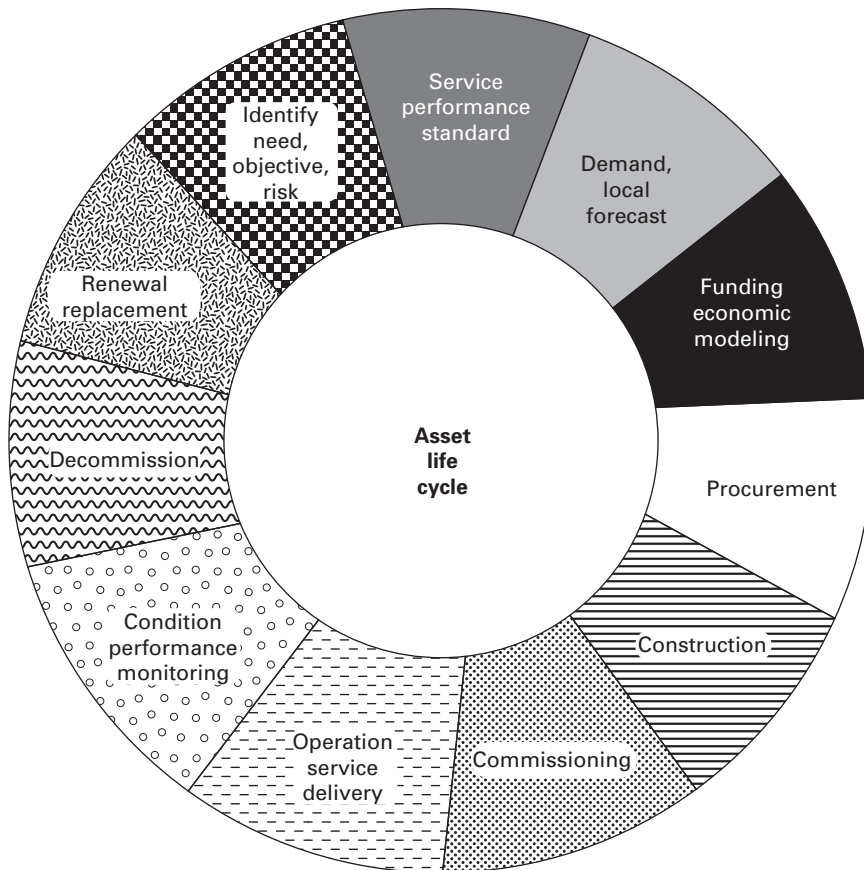 Service
performance
standard
Demand,
local
forecast
Funding
economic
modeling
Procurement
Construction
Commissioning
Operation
service
delivery
Condition
performance
monitoring
Decommission
Renewal
replacement
Identify
need,
objective,
risk
Asset
life
cycle